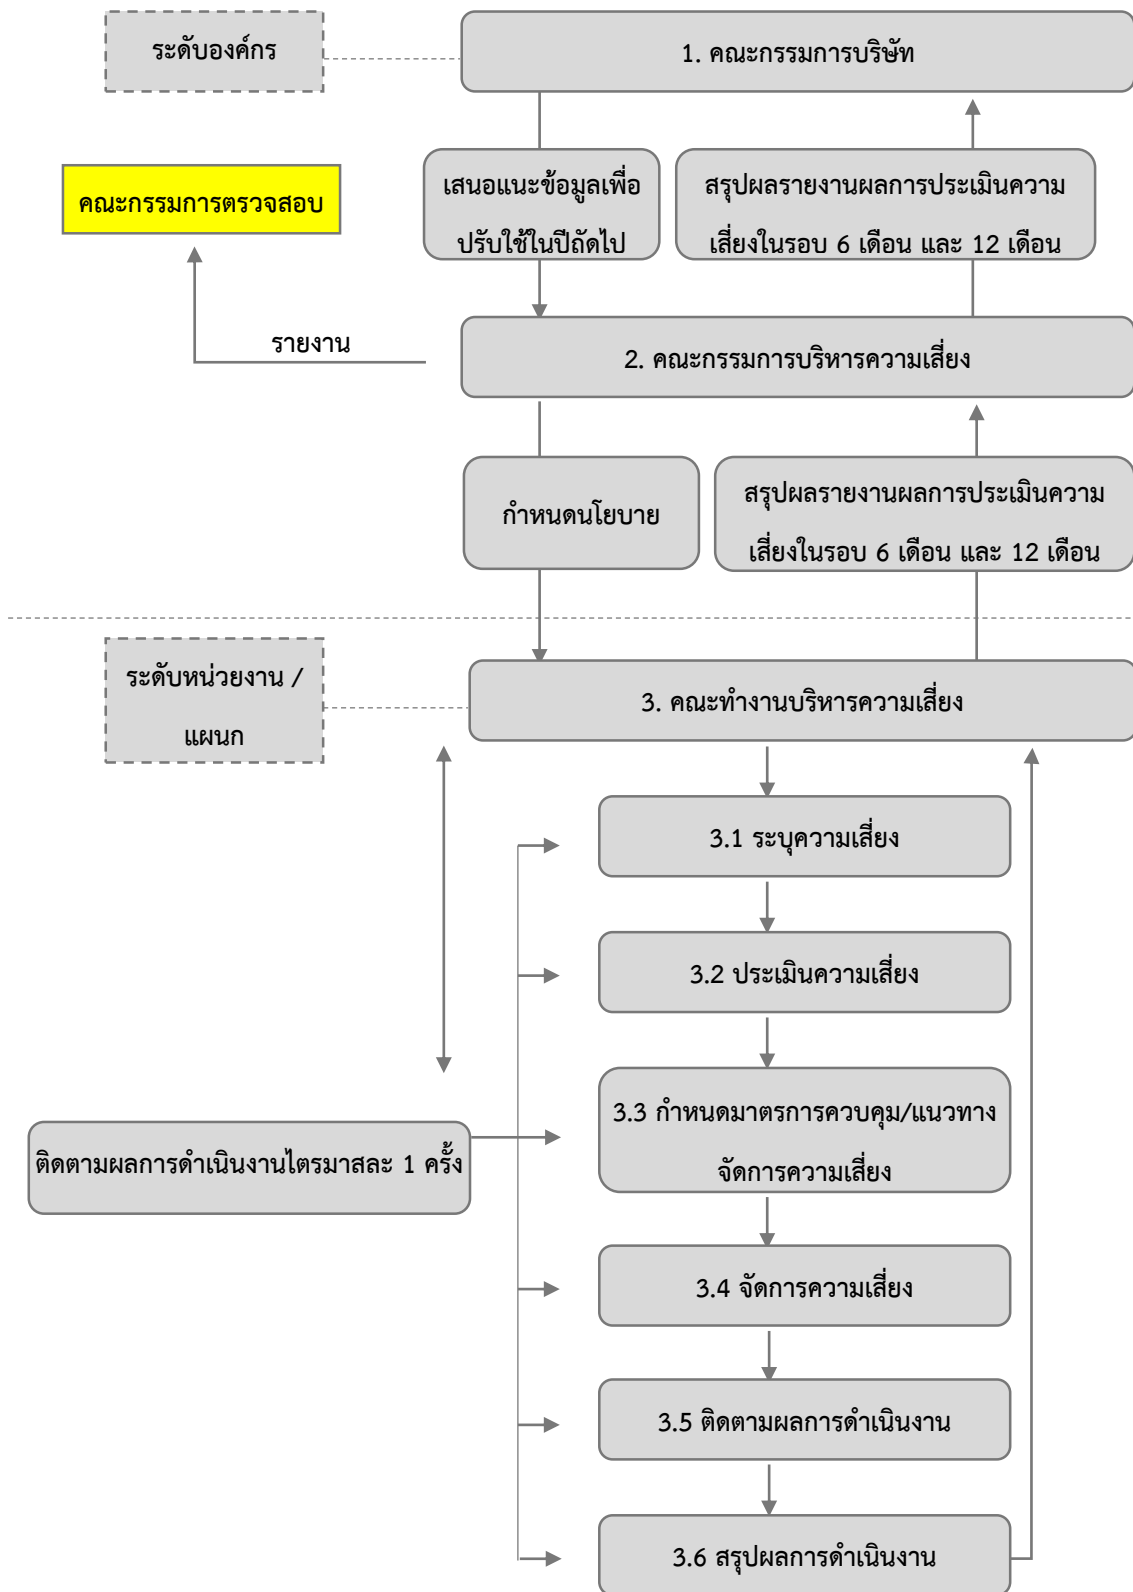 ระดับองค์กร
1. คณะกรรมการบริษัท
คณะกรรมการตรวจสอบ
เสนอแนะข้อมูลเพื่อ
ปรับใช้ในปีถัดไป
สรุปผลรายงานผลการประเมินความ
เสี่ยงในรอบ 6 เดือน และ 12 เดือน
รายงาน
2. คณะกรรมการบริหารความเสี่ยง
กำหนดนโยบาย
สรุปผลรายงานผลการประเมินความ
เสี่ยงในรอบ 6 เดือน และ 12 เดือน
ระดับหน่วยงาน /
แผนก
3. คณะทำงานบริหารความเสี่ยง
3.1 ระบุความเสี่ยง
3.2 ประเมินความเสี่ยง
3.3 กำหนดมาตรการควบคุม/แนวทาง
จัดการความเสี่ยง
ติดตามผลการดำเนินงานไตรมาสละ 1 ครั้ง
3.4 จัดการความเสี่ยง
3.5 ติดตามผลการดำเนินงาน
3.6 สรุปผลการดำเนินงาน